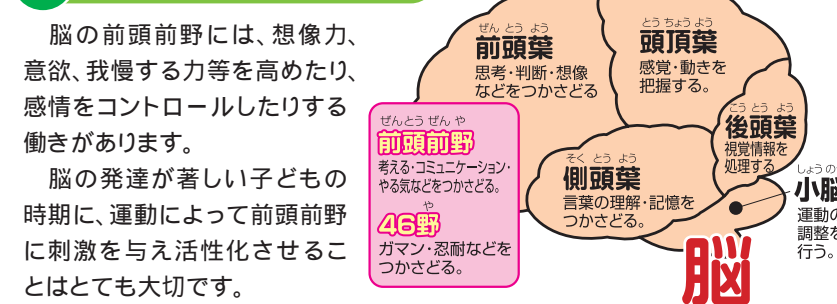 脳の前頭前野には、想像力、
意欲、我慢する力等を高めたり、
感情をコントロールしたりする
働きがあります。
脳の発達が著しい子どもの
時期に、運動によって前頭前野
に刺激を与え活性化させるこ
とはとても大切です。
ぜんとうよう
前頭葉
思考・判断・想像
などをつかさどる
とうちょうよう
頭頂葉
感覚・動きを
把握する。
ぜんとうぜんや
前頭前野
考える・コミュニケーション・
やる気などをつかさどる。
や
46野
ガマン・忍耐などを
つかさどる。
そくとうよう
側頭葉
言葉の理解・記憶を
つかさどる。
こうとうよう
後頭葉
視覚情報を
処理する
しょうの
小脳
運動の
調整を
行う。
脳